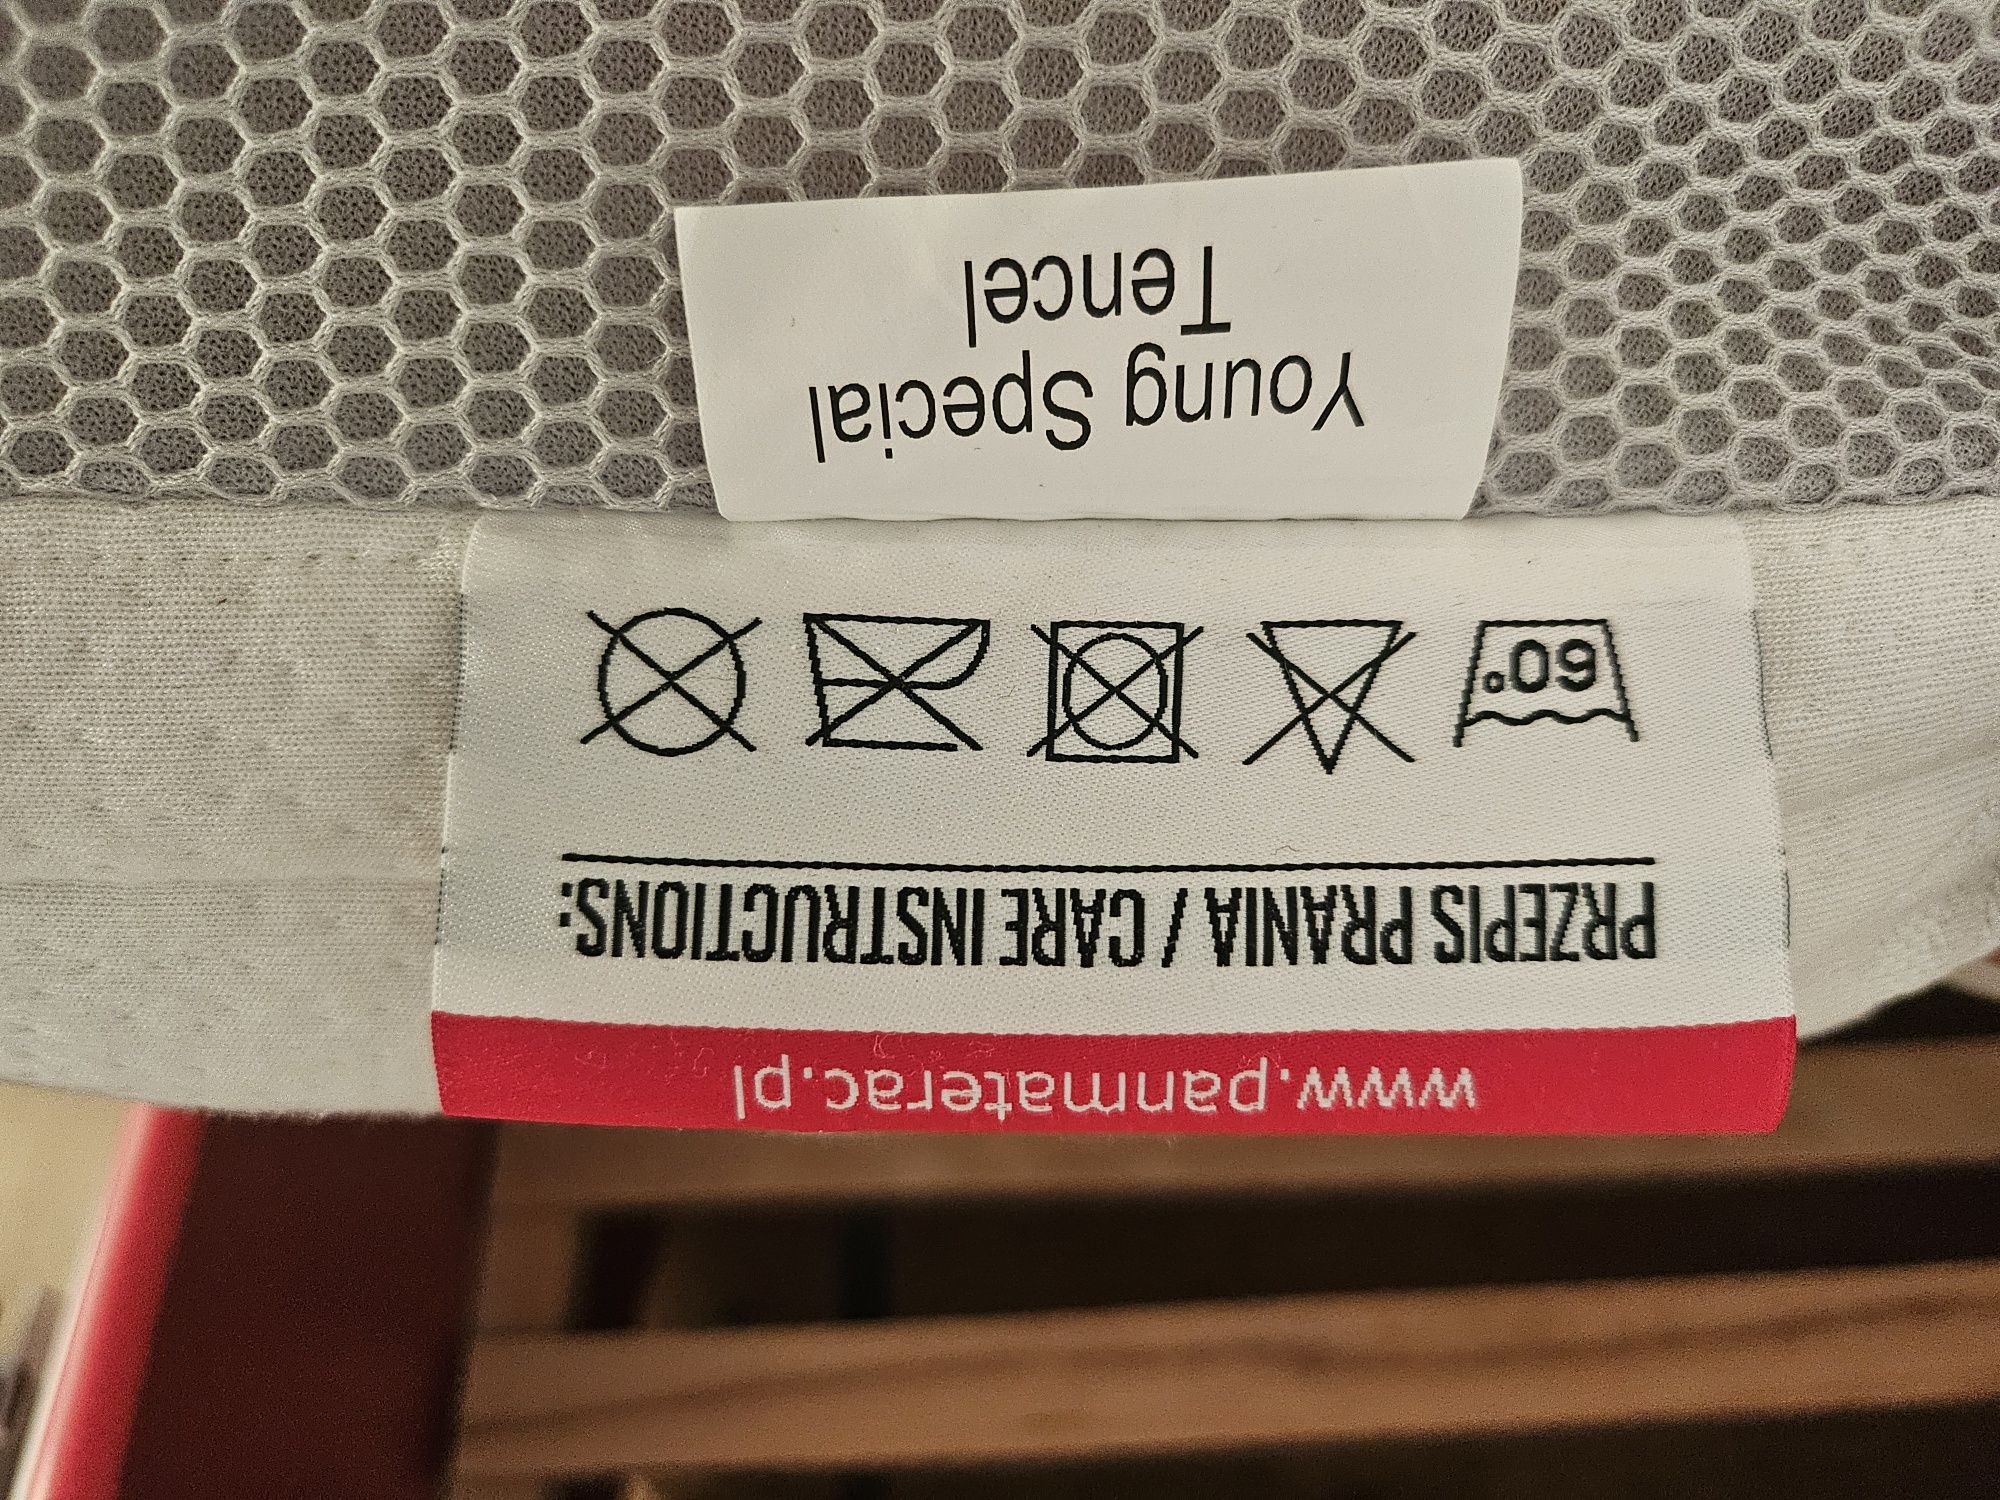 www.panmaterac.pl
PRZEPIS PRANIA / CARE INSTRUCTIONS:
60°
Young Special
Tencel